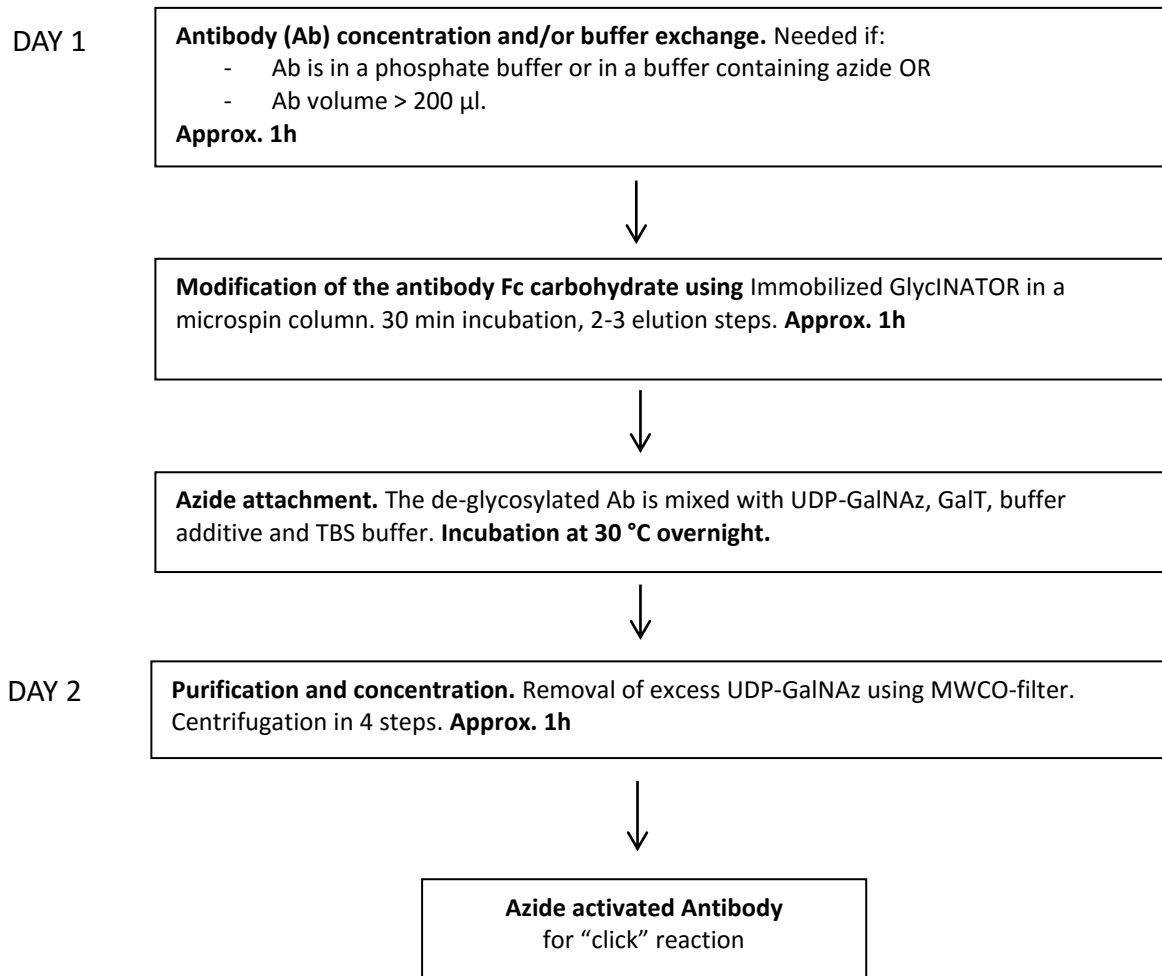 DAY 1
Antibody (Ab) concentration and/or buffer exchange. Needed if:
- Ab is in a phosphate buffer or in a buffer containing azide OR
- Ab volume > 200 µl.
Approx. 1h
Modification of the antibody Fc carbohydrate using Immobilized GlycINATOR in a
microspin column. 30 min incubation, 2-3 elution steps. Approx. 1h
Azide attachment. The de-glycosylated Ab is mixed with UDP-GalNAz, GalT, buffer
additive and TBS buffer. Incubation at 30 °C overnight.
DAY 2
Purification and concentration. Removal of excess UDP-GalNAz using MWCO-filter.
Centrifugation in 4 steps. Approx. 1h
Azide activated Antibody
for “click” reaction